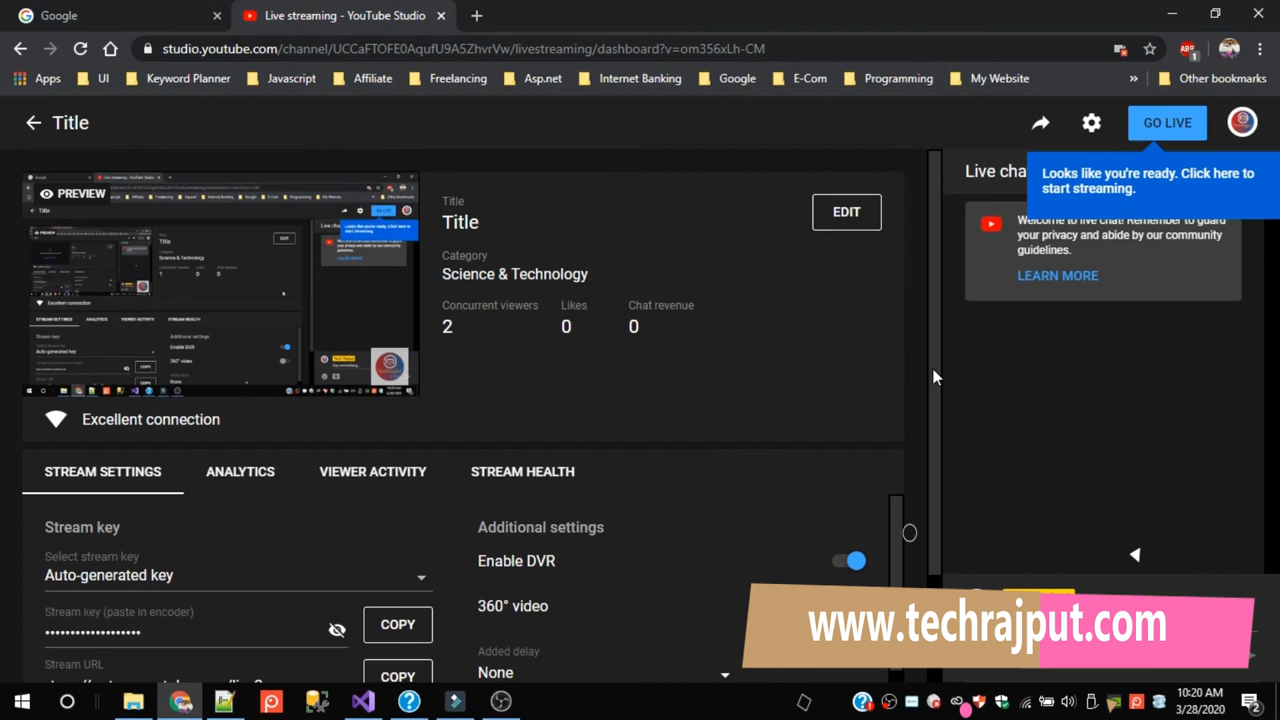 Google
Live streaming - YouTube Studio
studio.youtube.com/channel/UCCaFTOFE0AqufU9A5ZhvrVw/livestreaming/dashboard?v=om356xLh-CM
Apps
UI
Keyword Planner
Javascript
Affiliate
Freelancing
Asp.net
Internet Banking
Google
E-Com
Programming
My Website
Other bookmarks
Title
GO LIVE
Looks like you're ready. Click here to
start streaming.
Live cha
PREVIEW
Title
Title
EDIT
Category
Science & Technology
Concurrent viewers
Likes
Chat revenue
2
0
0
Welcome to live chat! Remember to guard
your privacy and abide by our community
guidelines.
LEARN MORE
Excellent connection
STREAM SETTINGS
ANALYTICS
VIEWER ACTIVITY
STREAM HEALTH
Stream key
Select stream key
Auto-generated key
Stream key (paste in encoder)
COPY
Stream URL
COPY
Additional settings
Enable DVR
360° video
Added delay
None
www.techrajput.com
10:20 AM
3/28/2020